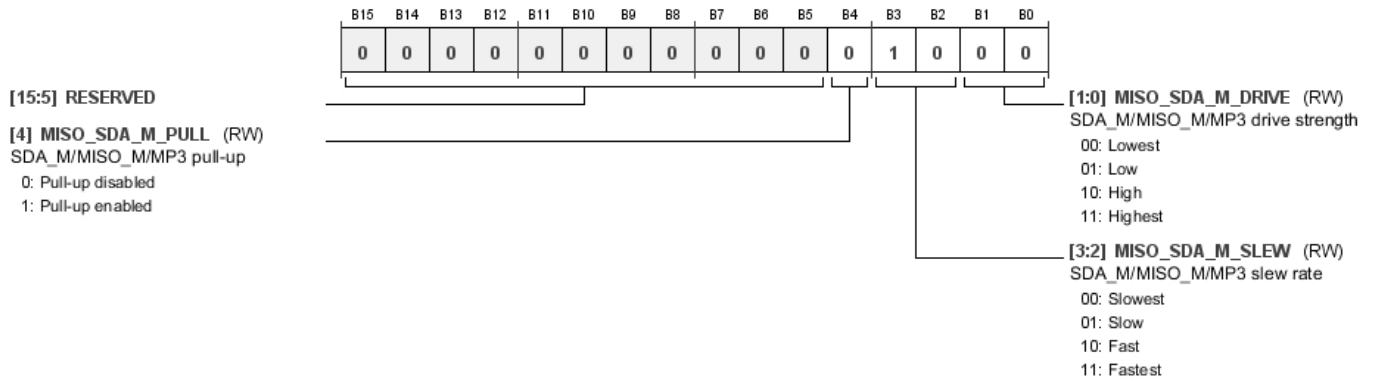 B15 B14 B13 B12 B11 B10 B9 B8 B7 B6 B5 B4 B3 B2 B1 B0
0 0 0 0 0 0 0 0 0 0 0 0 1 0 0 0
[15:5] RESERVED
[4] MISO_SDA_M_PULL (RW)
SDA_M/MISO_M/MP3 pull-up
0: Pull-up disabled
1: Pull-up enabled
[1:0] MISO_SDA_M_DRIVE (RW)
SDA_M/MISO_M/MP3 drive strength
00: Lowest
01: Low
10: High
11: Highest
[3:2] MISO_SDA_M_SLEW (RW)
SDA_M/MISO_M/MP3 slew rate
00: Slowest
01: Slow
10: Fast
11: Fastest